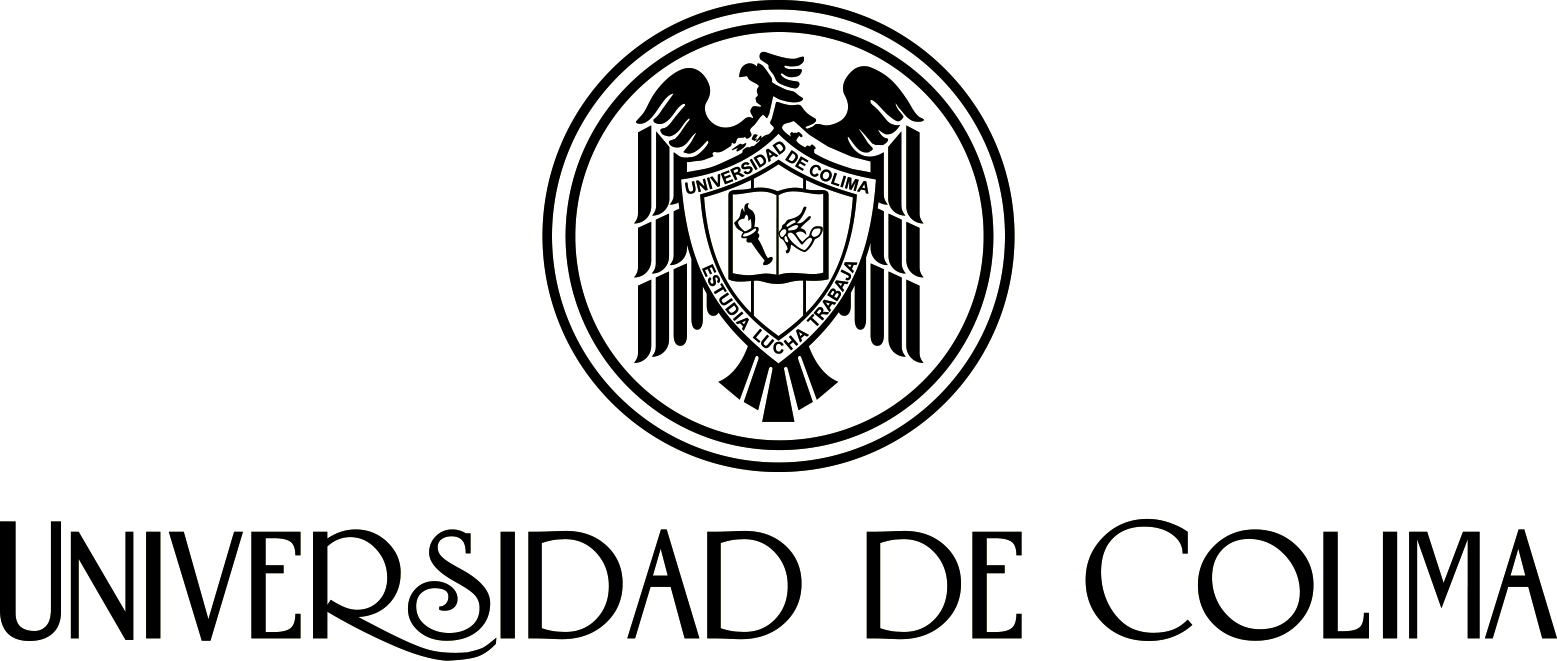 UNIVERSIDAD DE COLIMA
ESTUDIA LUCHA TRABAJA
UNIVERSIDAD DE COLIMA